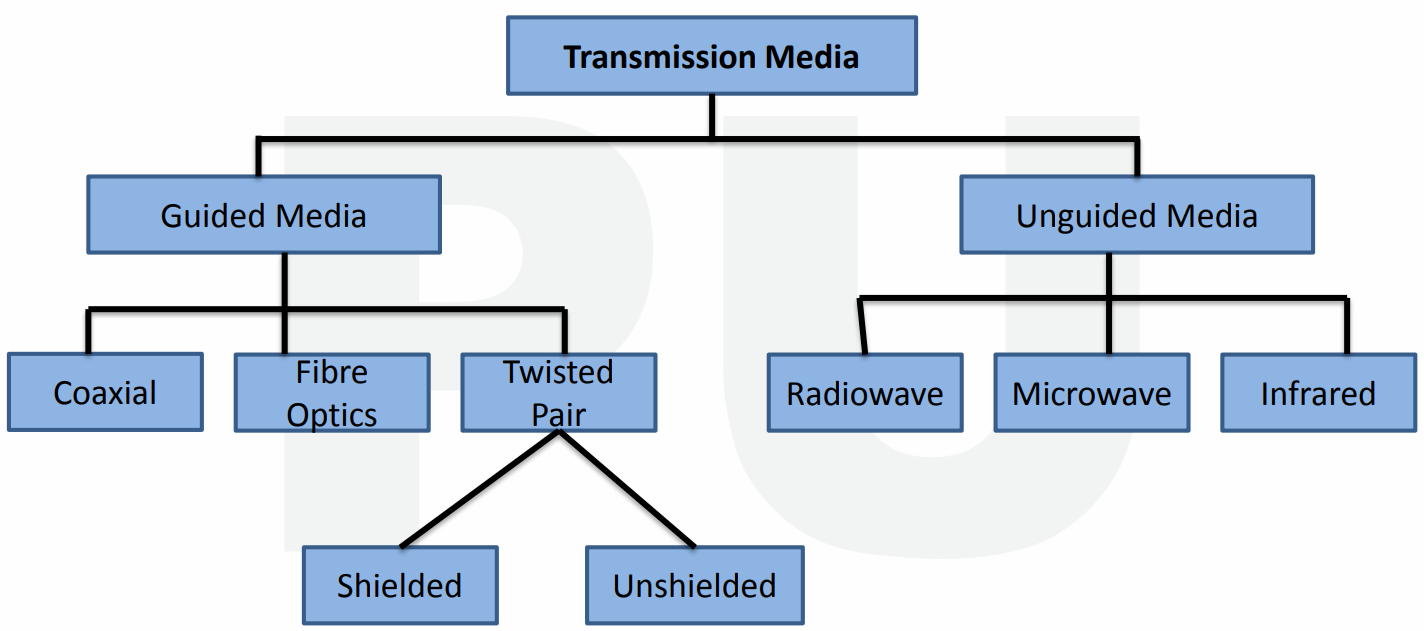 Transmission Media
Guided Media
Unguided Media
Coaxial
Fibre
Optics
Twisted
Pair
Radiowave
Microwave
Infrared
Shielded
Unshielded
PU